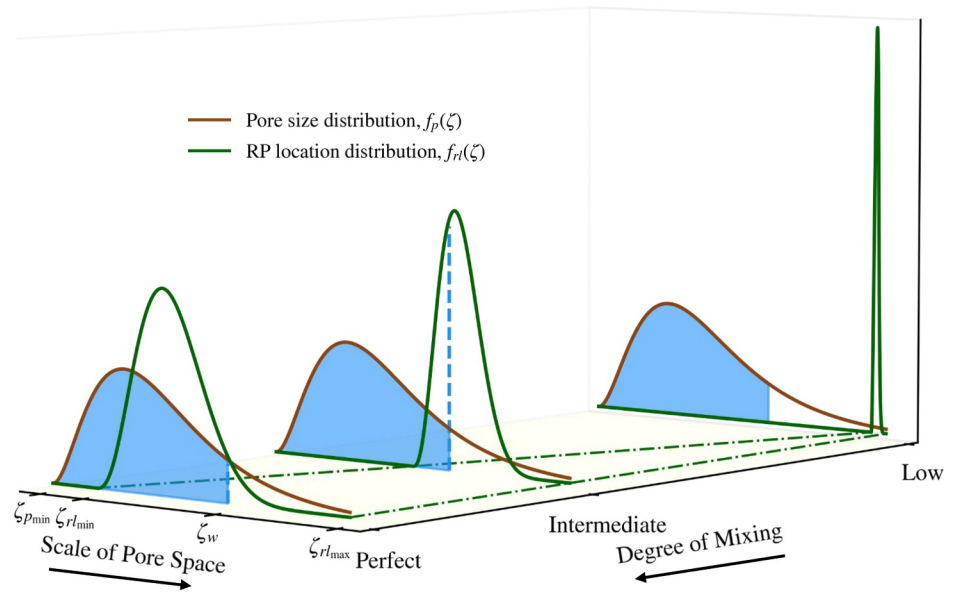 Pore size distribution, fₚ(ζ)
RP location distribution, fᵣₗ(ζ)
Low
Intermediate
Degree of Mixing
Perfect
ζₚₘᵢₙ ζᵣₗₘᵢₙ
ζ_w
ζᵣₗₘₐₓ
Scale of Pore Space